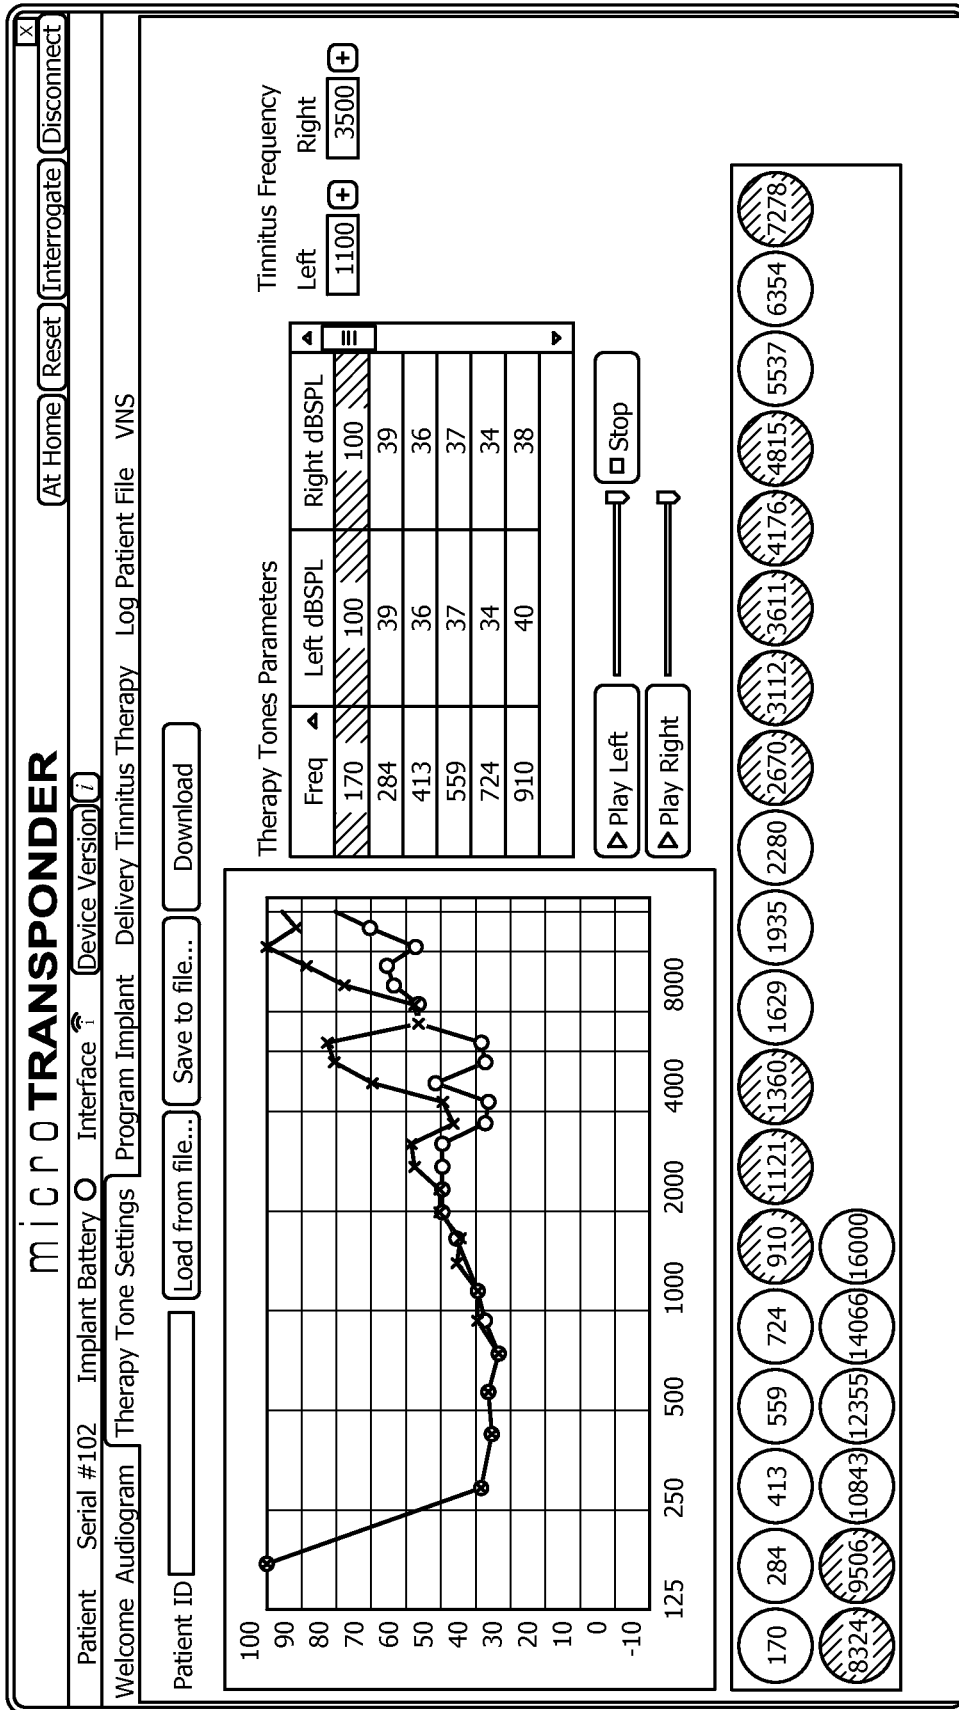 X
microTRANSPONDER
At Home Reset Interrogate Disconnect
Patient Serial #102 Implant Battery Interface Device Version i
Welcome Audiogram Therapy Tone Settings Program Implant Delivery Tinnitus Therapy Log Patient File VNS
Patient ID Load from file... Save to file... Download
100
90
80
70
60
50
40
30
20
10
0
-10
125 250 500 1000 2000 4000 8000
Therapy Tones Parameters
Freq Left dBSPL Right dBSPL
170 100 100
284 39 39
413 36 36
559 37 37
724 34 34
910 40 38
Play Left Stop
Play Right
Tinnitus Frequency
Left Right
1100 + 3500 +
170 284 413 559 724 910 1121 1360 1629 1935 2280 2670 3112 3611 4176 4815 5537 6354 7278
8324 9506 10843 12355 14066 16000